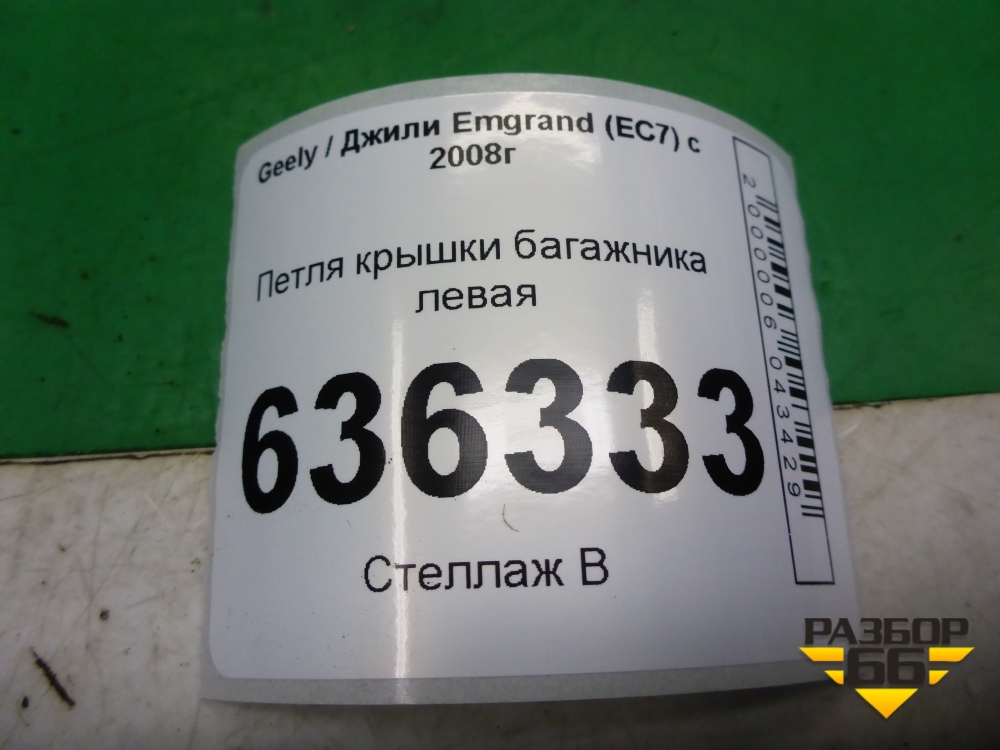 Geely / Джили Emgrand (EC7) с
2008г
Петля крышки багажника
левая
636333
Стеллаж В
2000006043429
РАЗБОР
66